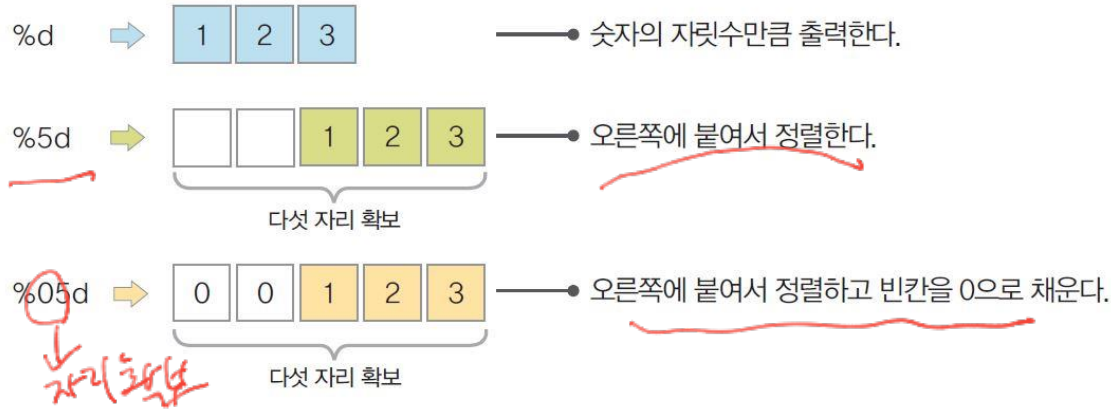 %d 1 2 3 숫자의 자릿수만큼 출력한다.
%5d 1 2 3 오른쪽에 붙여서 정렬한다.
다섯 자리 확보
%05d 0 0 1 2 3 오른쪽에 붙여서 정렬하고 빈칸을 0으로 채운다.
자리 확보
다섯 자리 확보